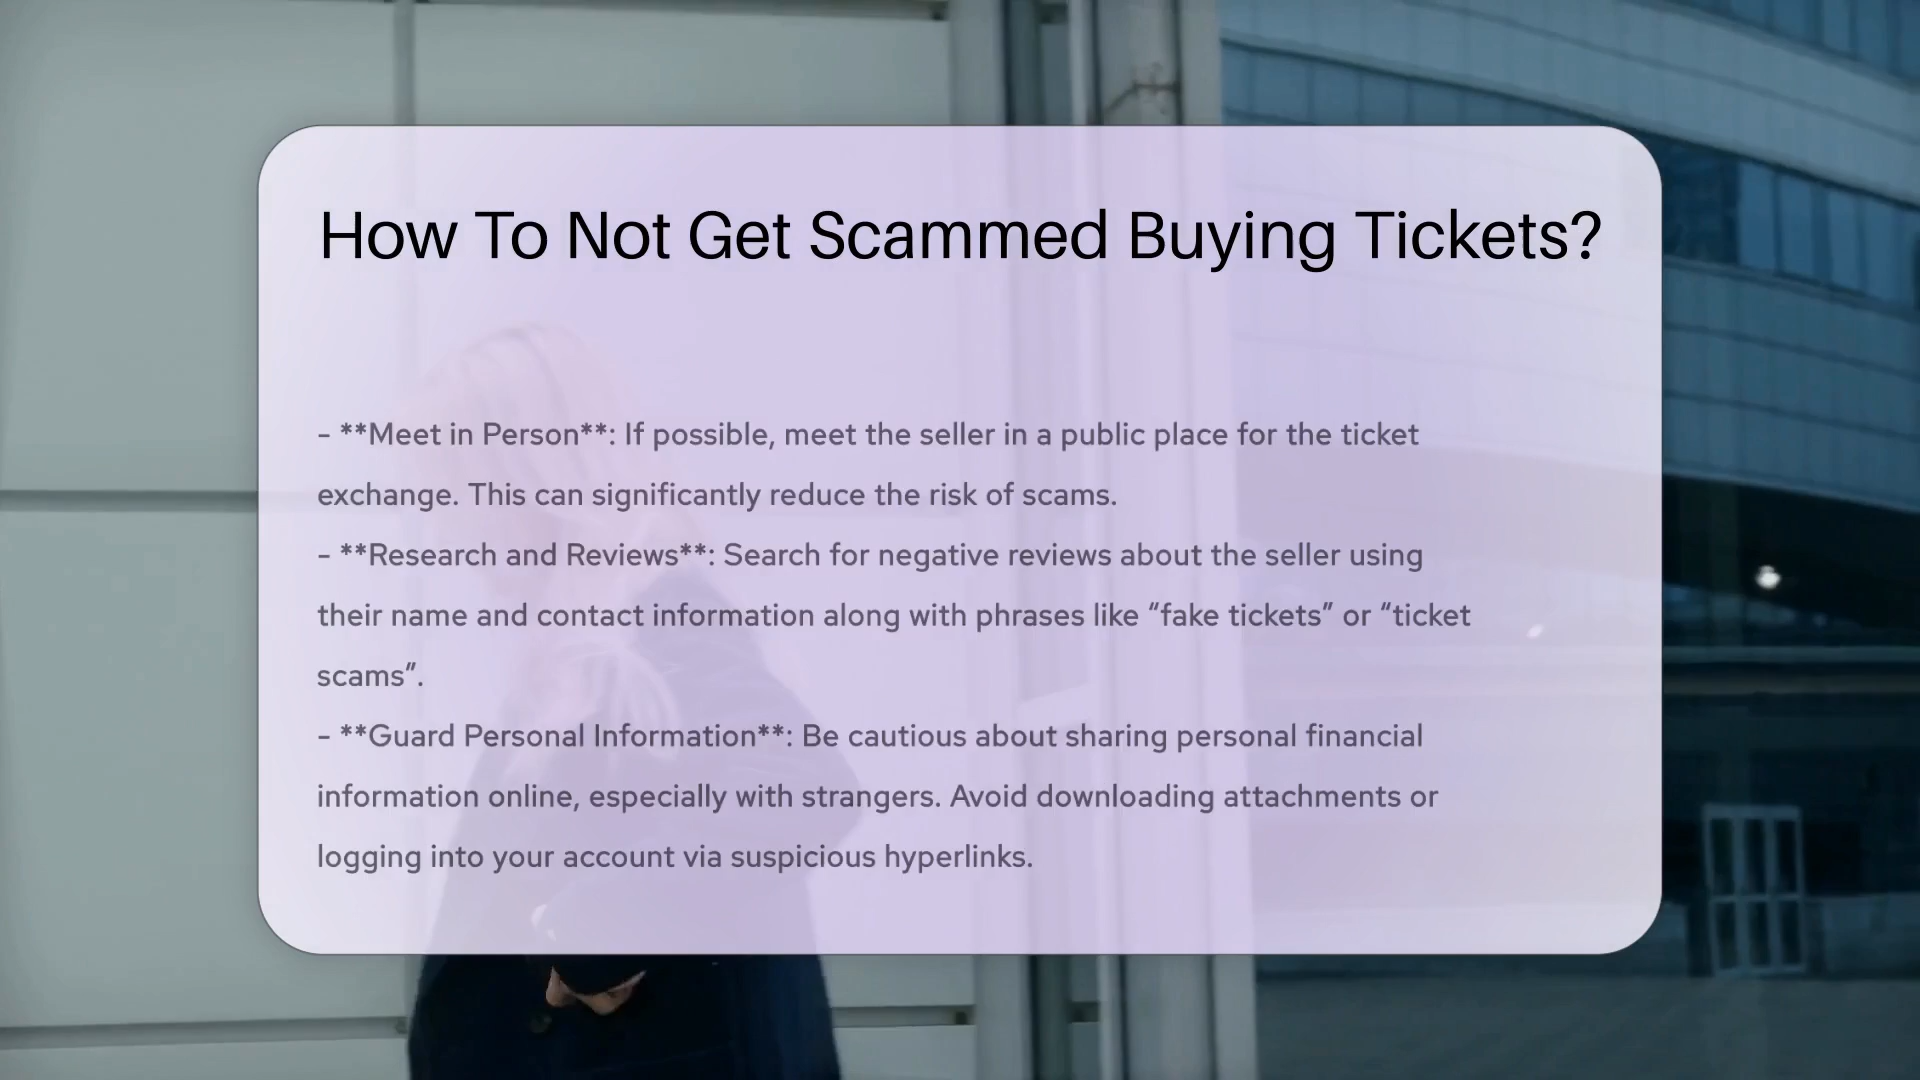 How To Not Get Scammed Buying Tickets?
- **Meet in Person**: If possible, meet the seller in a public place for the ticket
exchange. This can significantly reduce the risk of scams.
- **Research and Reviews**: Search for negative reviews about the seller using
their name and contact information along with phrases like “fake tickets” or “ticket
scams”.
- **Guard Personal Information**: Be cautious about sharing personal financial
information online, especially with strangers. Avoid downloading attachments or
logging into your account via suspicious hyperlinks.